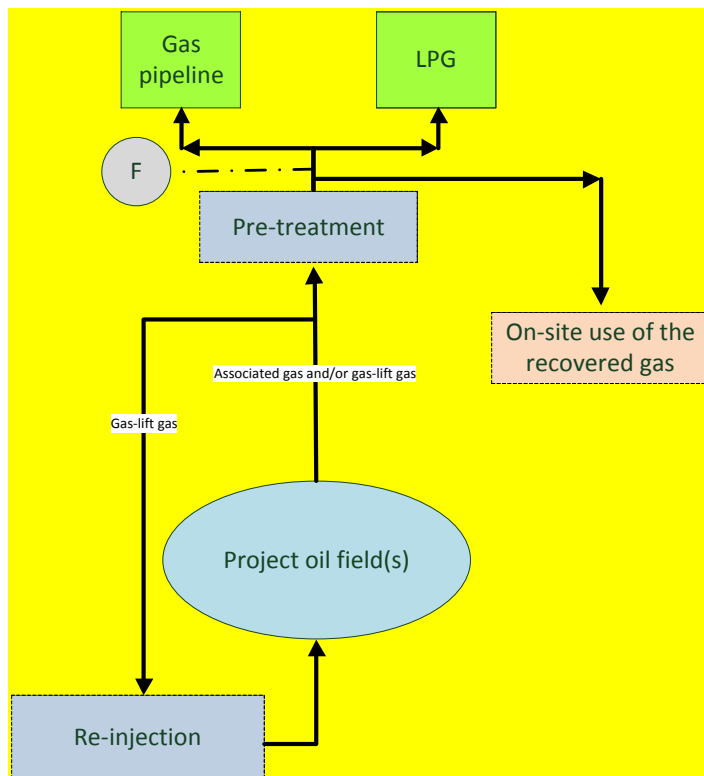 Gas
pipeline
LPG
F
Pre-treatment
On-site use of the
recovered gas
Associated gas and/or gas-lift gas
Gas-lift gas
Project oil field(s)
Re-injection